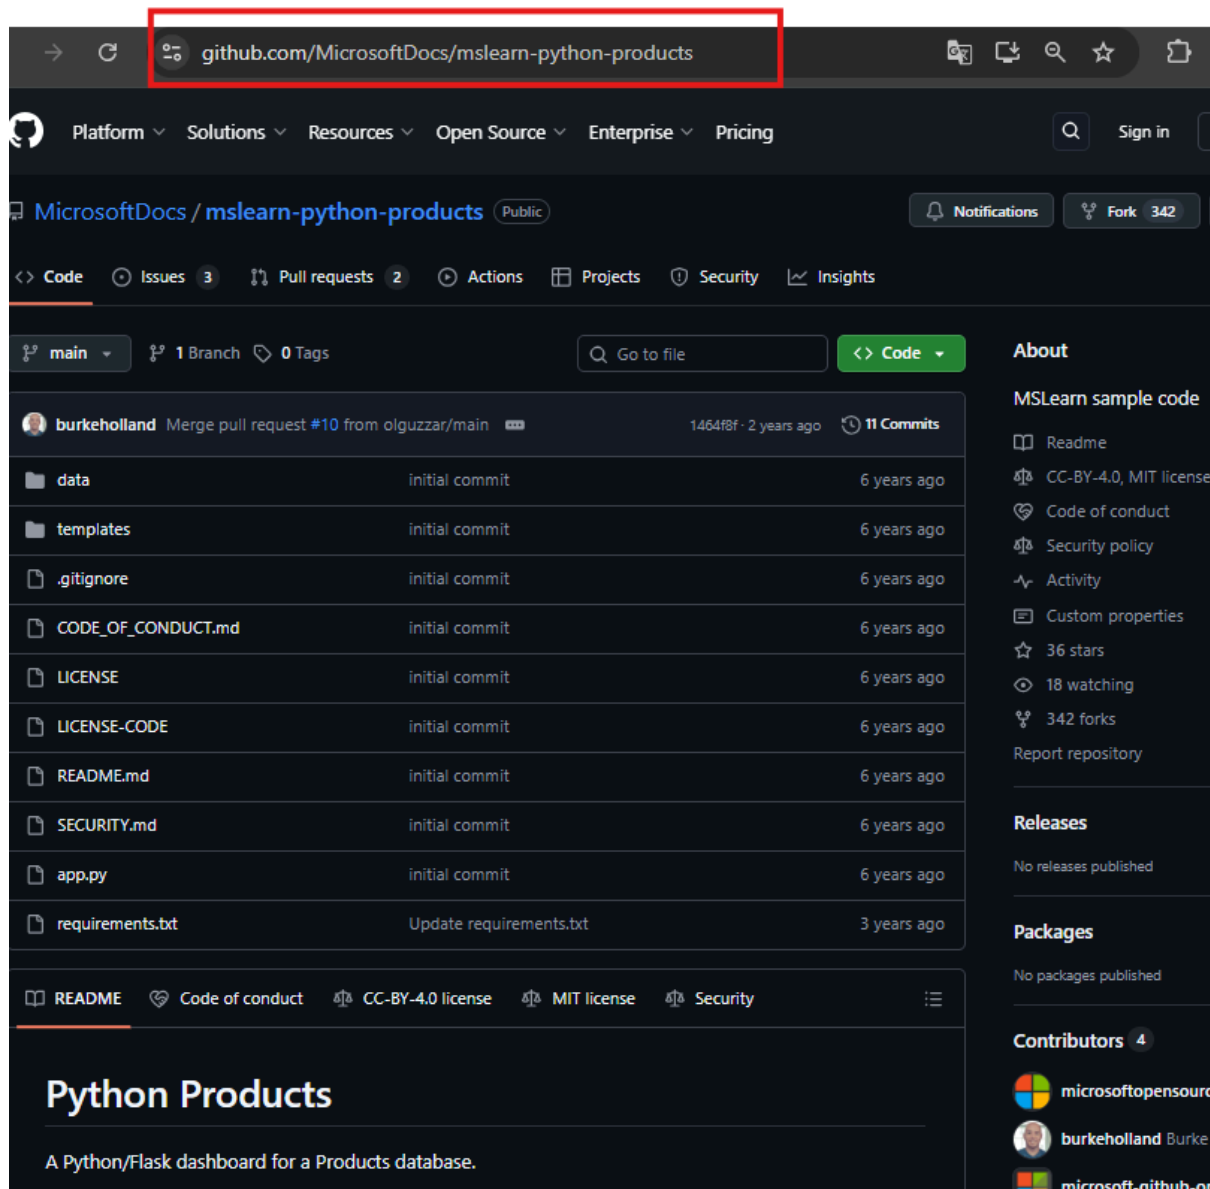 github.com/MicrosoftDocs/mslearn-python-products
Platform Solutions Resources Open Source Enterprise Pricing Sign in
MicrosoftDocs / mslearn-python-products Public Notifications Fork 342
Code Issues 3 Pull requests 2 Actions Projects Security Insights
main 1 Branch 0 Tags Go to file Code
burkeholland Merge pull request #10 from olguzzar/main 1464f8f · 2 years ago 11 Commits
data initial commit 6 years ago
templates initial commit 6 years ago
.gitignore initial commit 6 years ago
CODE_OF_CONDUCT.md initial commit 6 years ago
LICENSE initial commit 6 years ago
LICENSE-CODE initial commit 6 years ago
README.md initial commit 6 years ago
SECURITY.md initial commit 6 years ago
app.py initial commit 6 years ago
requirements.txt Update requirements.txt 3 years ago
README Code of conduct CC-BY-4.0 license MIT license Security
Python Products
A Python/Flask dashboard for a Products database.
About
MSLearn sample code
Readme
CC-BY-4.0, MIT license
Code of conduct
Security policy
Activity
Custom properties
36 stars
18 watching
342 forks
Report repository
Releases
No releases published
Packages
No packages published
Contributors 4
microsoftopensourc
burkeholland Burke